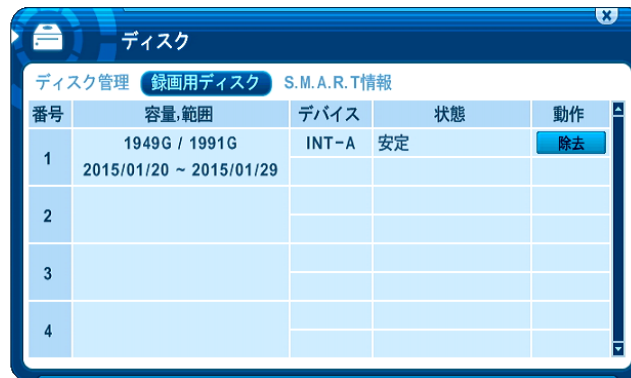 ディスク
ディスク管理 録画用ディスク S.M.A.R.T情報
番号 容量,範囲 デバイス 状態 動作
1 1949G / 1991G INT-A 安定 除去
2015/01/20 ~ 2015/01/29
2
3
4